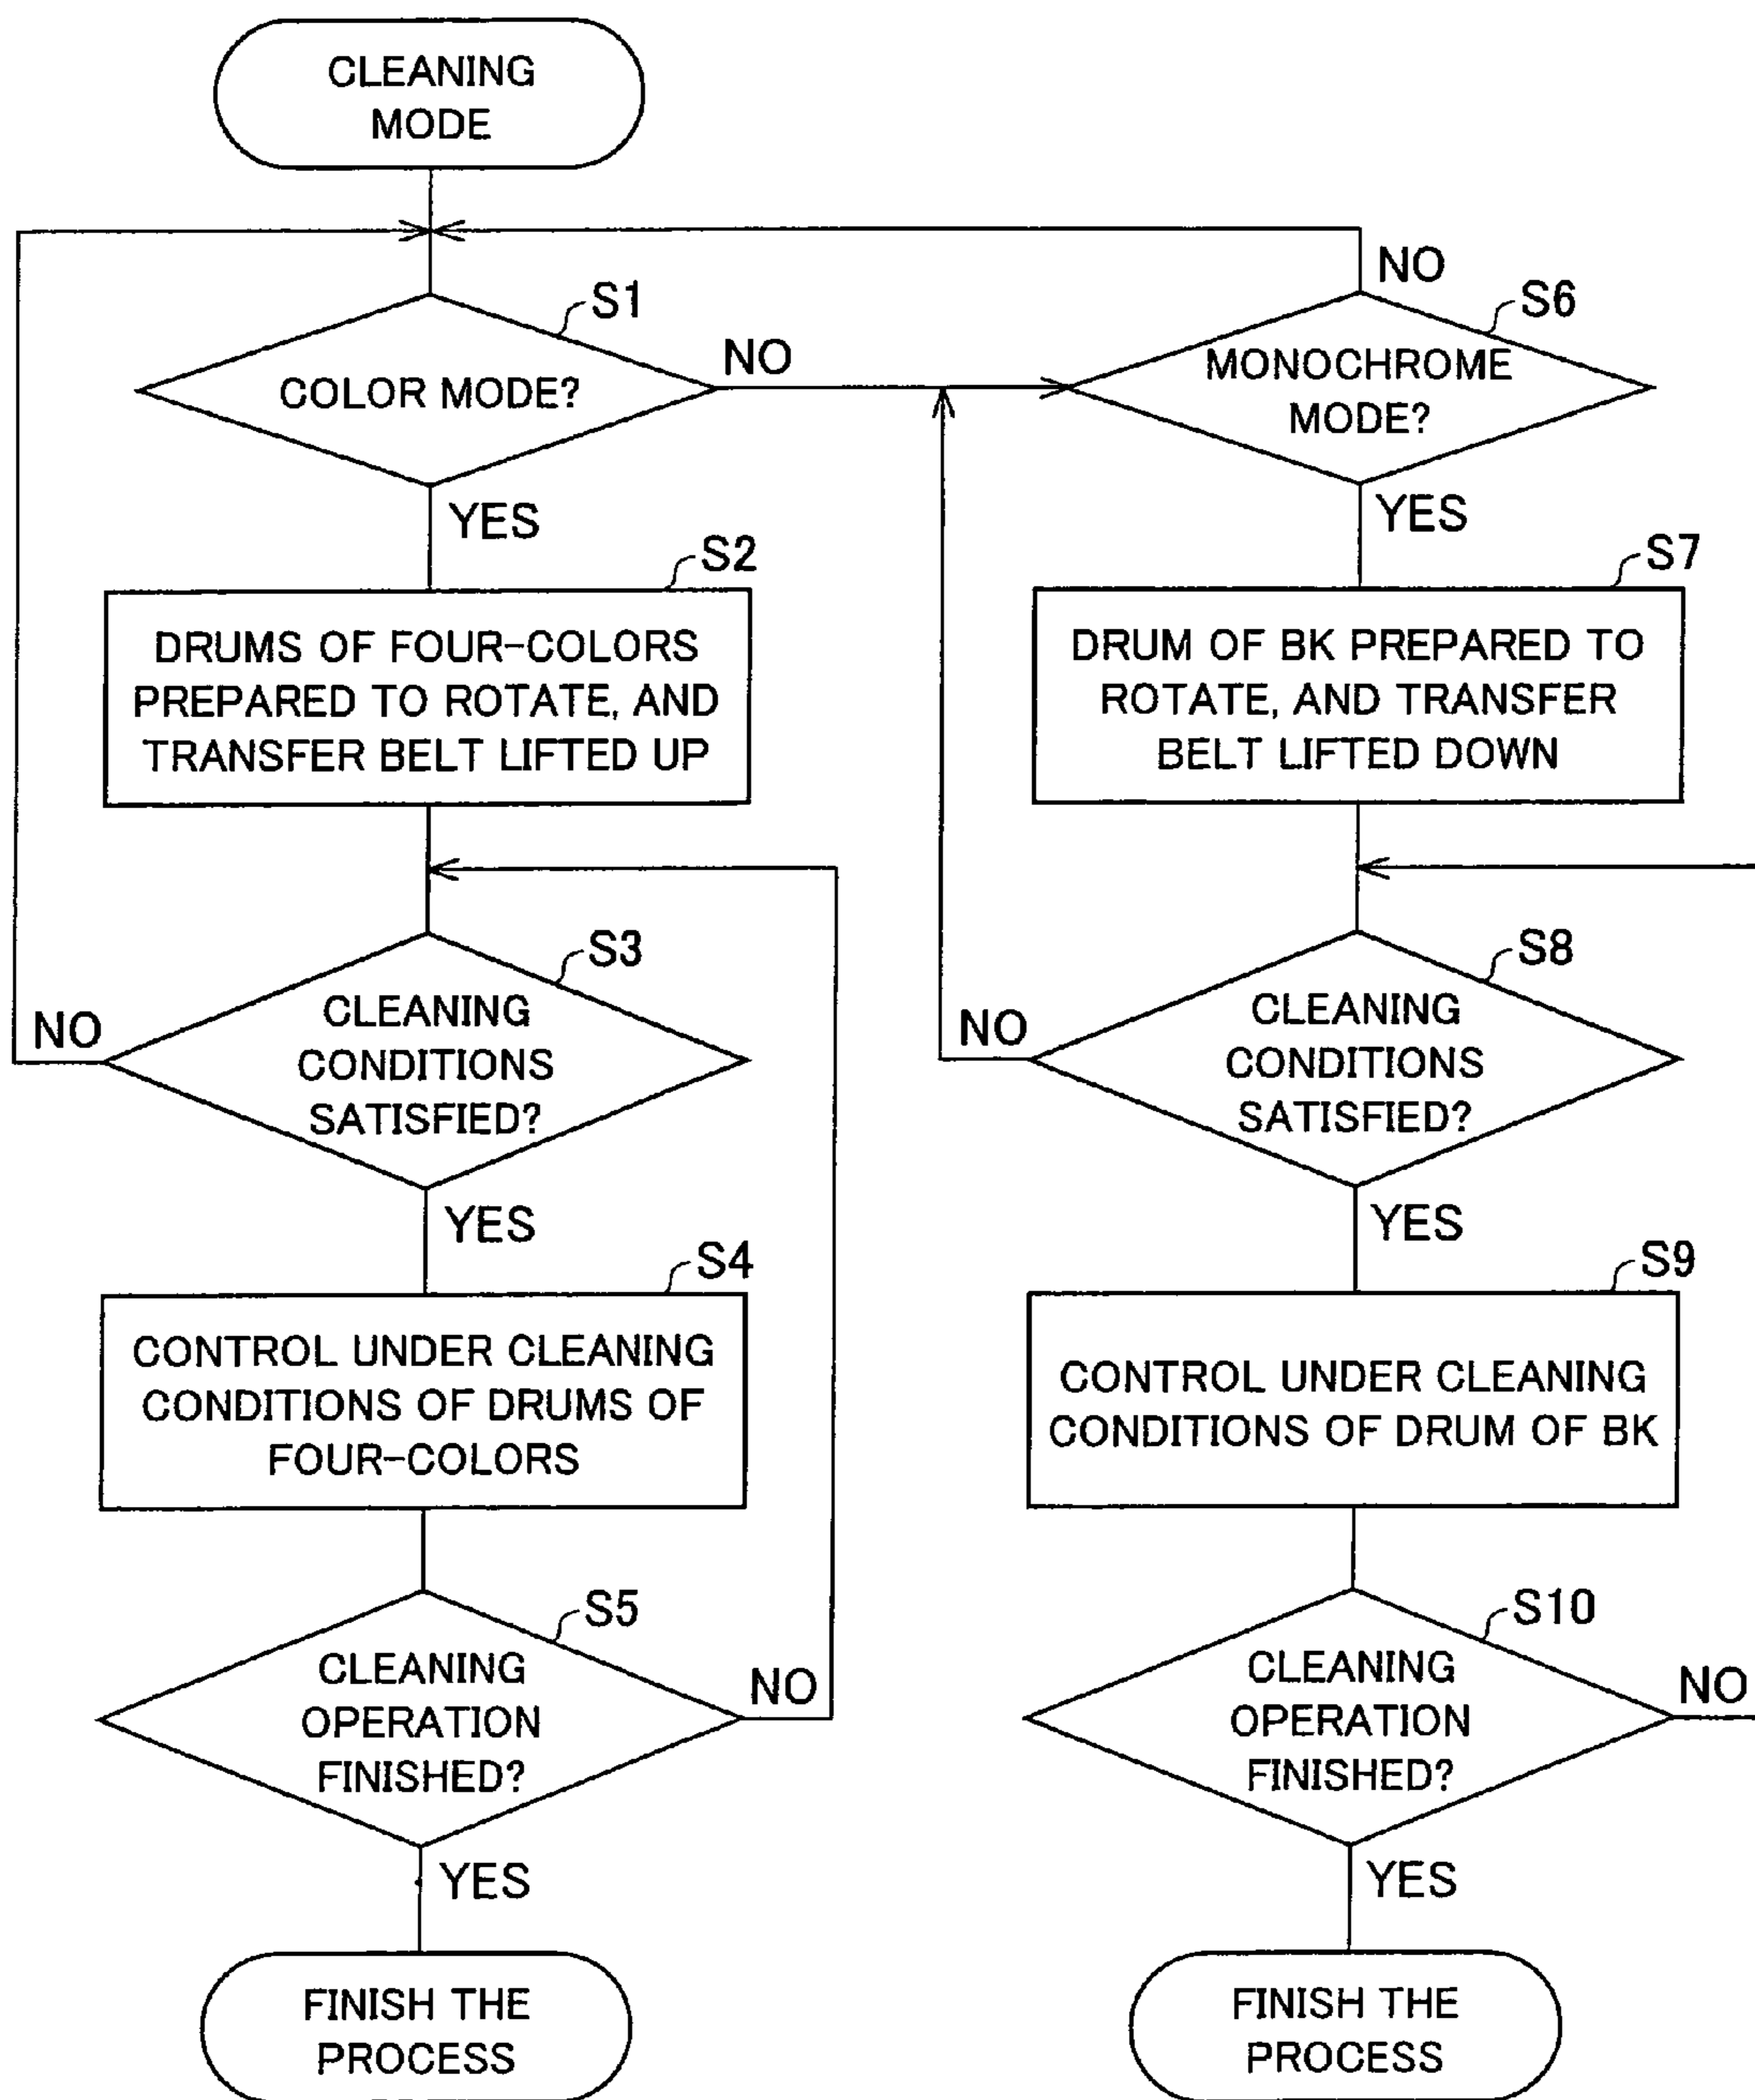 CLEANING
MODE
S1
COLOR MODE?
NO
YES
S2
DRUMS OF FOUR-COLORS
PREPARED TO ROTATE, AND
TRANSFER BELT LIFTED UP
S3
CLEANING
CONDITIONS
SATISFIED?
NO
YES
S4
CONTROL UNDER CLEANING
CONDITIONS OF DRUMS OF
FOUR-COLORS
S5
CLEANING
OPERATION
FINISHED?
NO
YES
FINISH THE
PROCESS
NO
S6
MONOCHROME
MODE?
YES
S7
DRUM OF BK PREPARED TO
ROTATE, AND TRANSFER
BELT LIFTED DOWN
S8
CLEANING
CONDITIONS
SATISFIED?
NO
YES
S9
CONTROL UNDER CLEANING
CONDITIONS OF DRUM OF BK
S10
CLEANING
OPERATION
FINISHED?
NO
YES
FINISH THE
PROCESS